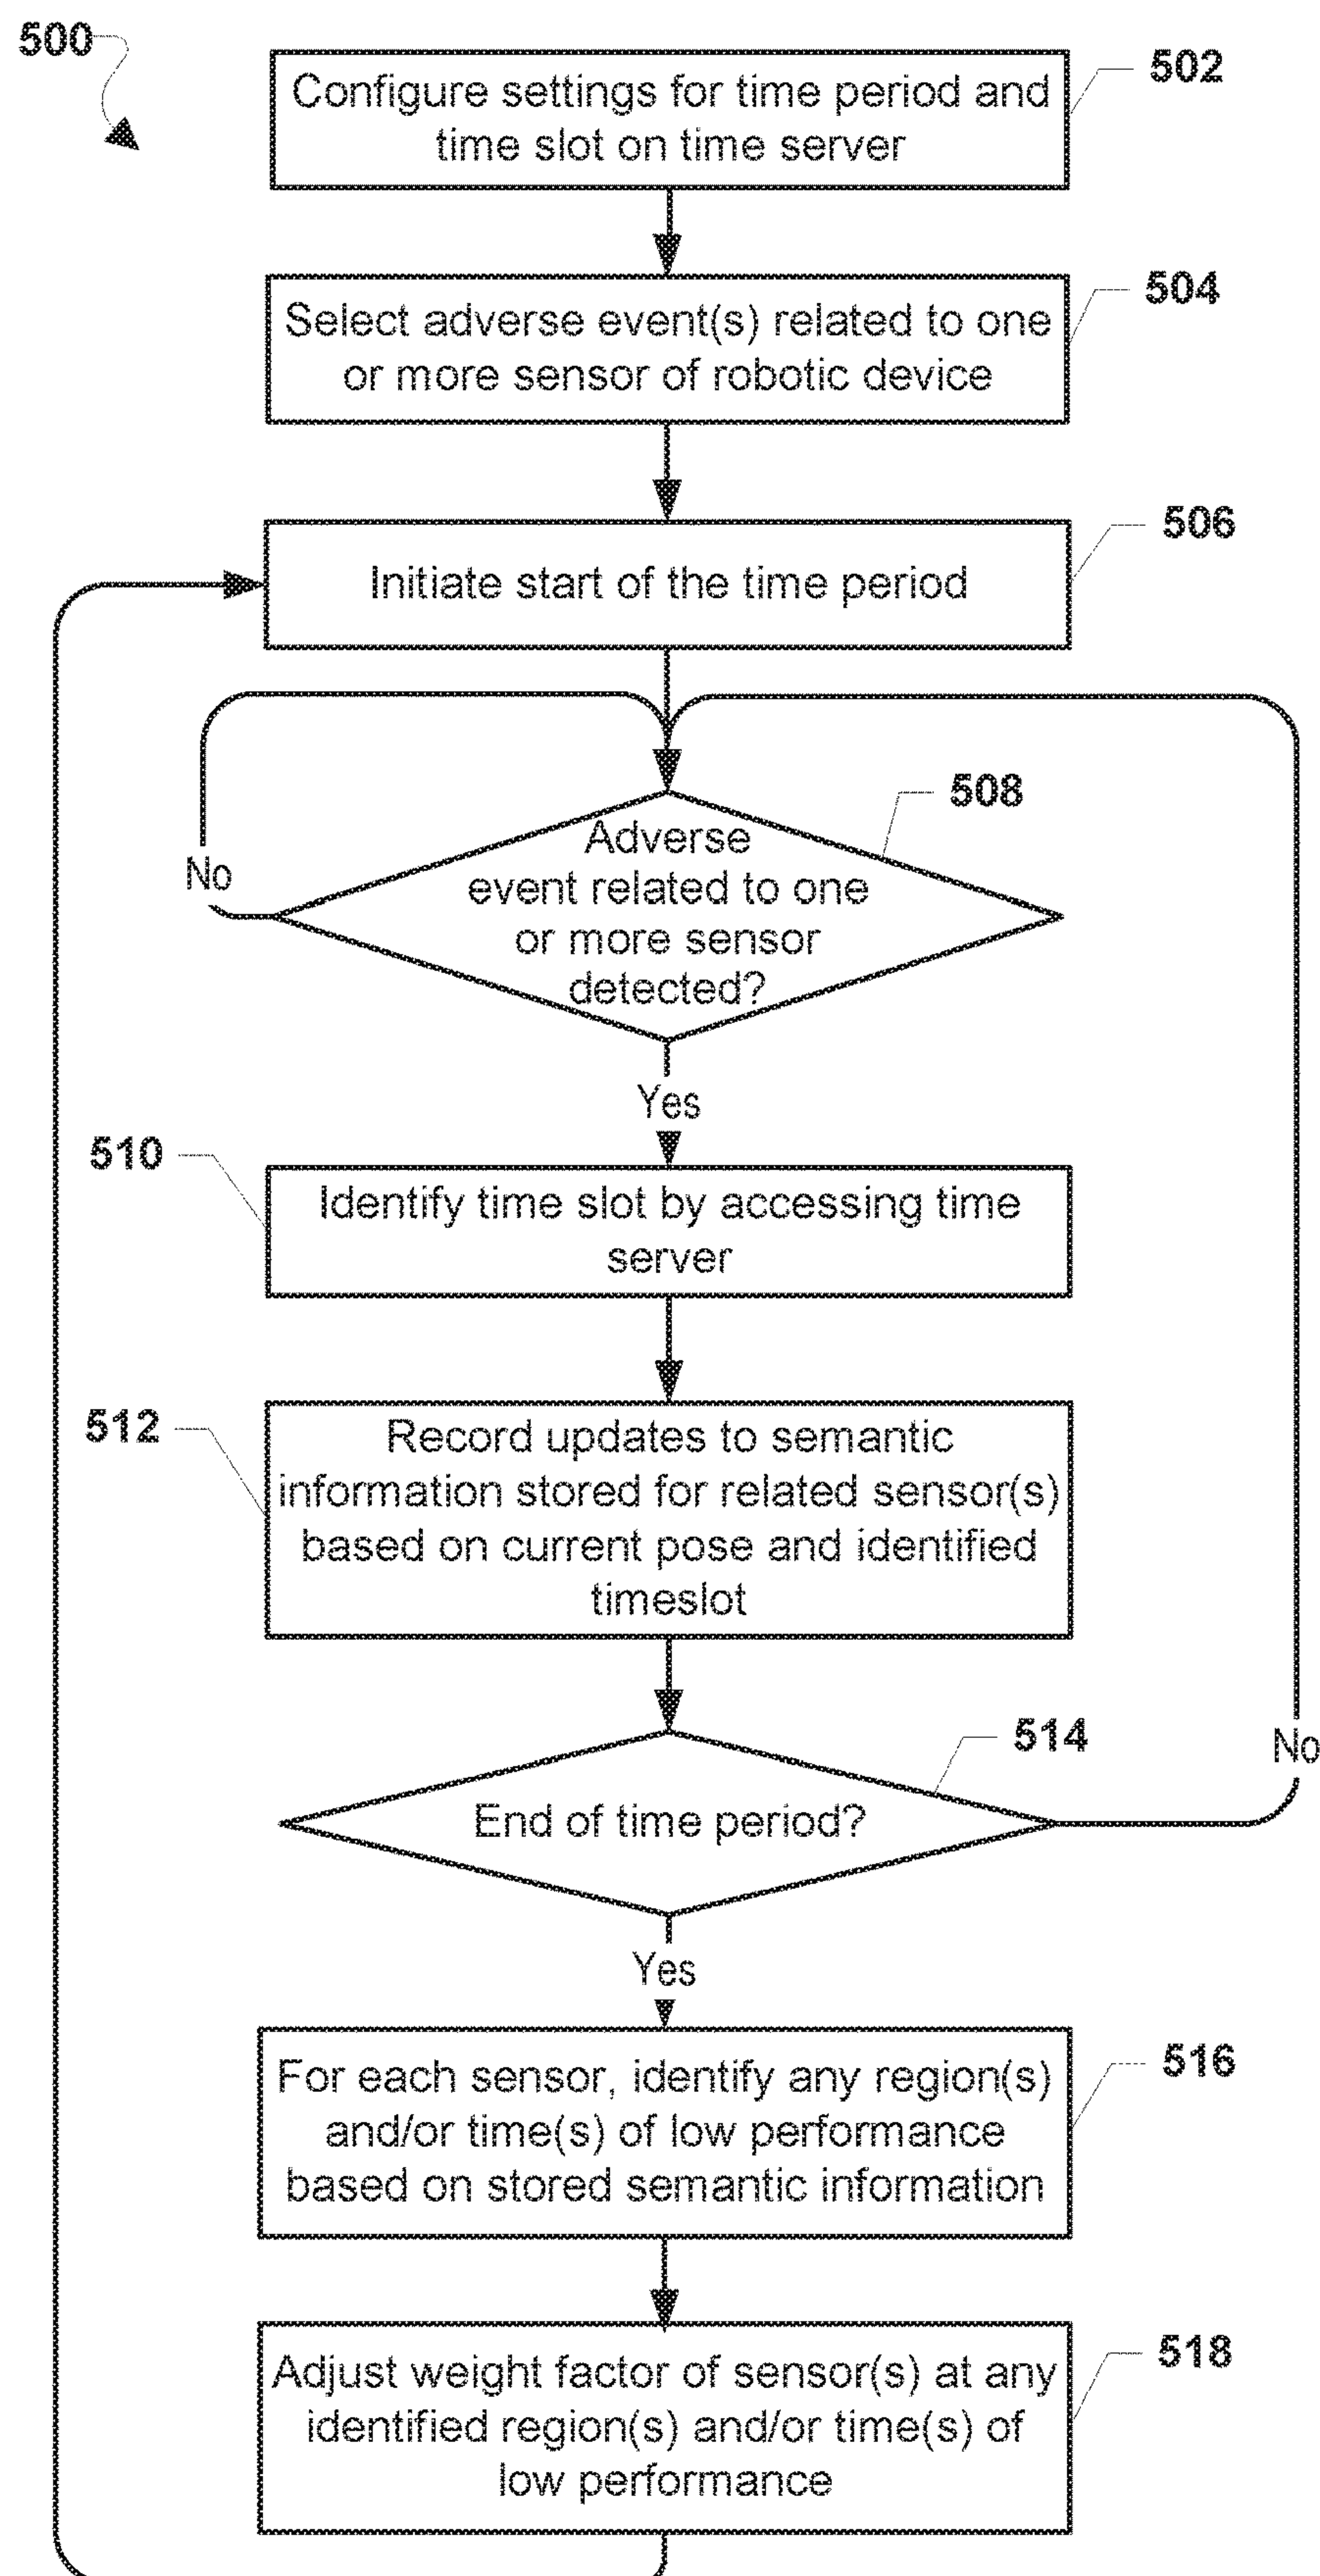 500
502
Configure settings for time period and
time slot on time server
504
Select adverse event(s) related to one
or more sensor of robotic device
506
Initiate start of the time period
508
Adverse
event related to one
or more sensor
detected?
No
Yes
510
Identify time slot by accessing time
server
512
Record updates to semantic
information stored for related sensor(s)
based on current pose and identified
timeslot
514
End of time period?
No
Yes
516
For each sensor, identify any region(s)
and/or time(s) of low performance
based on stored semantic information
518
Adjust weight factor of sensor(s) at any
identified region(s) and/or time(s) of
low performance